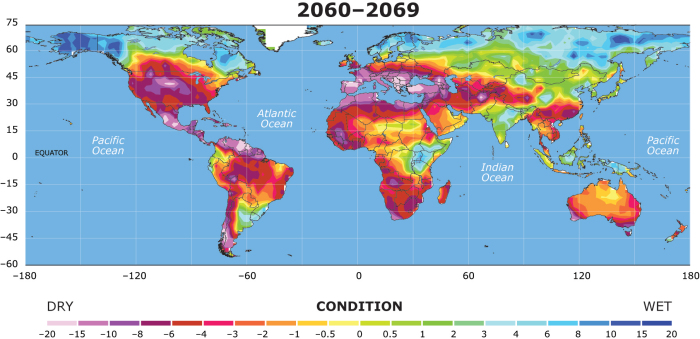 2060–2069
75
60
45
30
15
0
−15
−30
−45
−60
EQUATOR
Pacific
Ocean
Atlantic
Ocean
Indian
Ocean
Pacific
Ocean
−180 −120 −60 0 60 120 180
DRY CONDITION WET
−20 −15 −10 −8 −6 −4 −3 −2 −1 −0.5 0 0.5 1 2 3 4 6 8 10 15 20